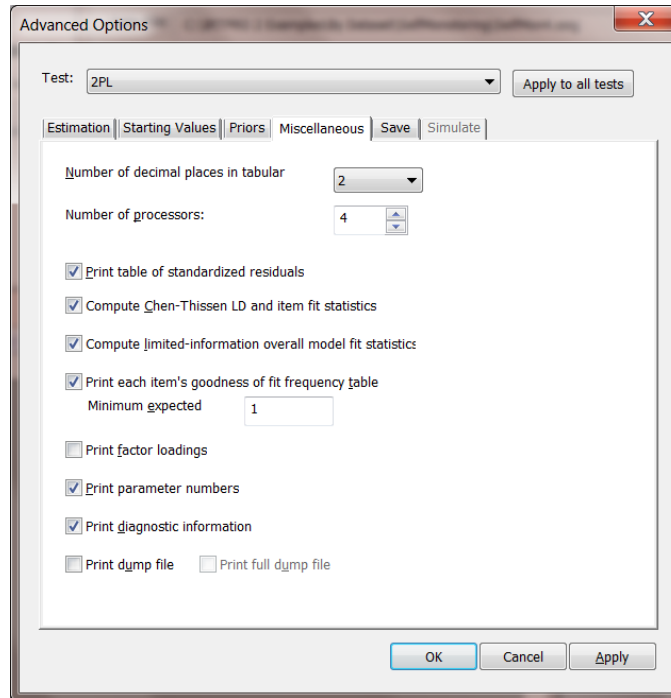 Advanced Options
Test: 2PL Apply to all tests
Estimation Starting Values Priors Miscellaneous Save Simulate
Number of decimal places in tabular 2
Number of processors: 4
Print table of standardized residuals
Compute Chen-Thissen LD and item fit statistics
Compute limited-information overall model fit statistics
Print each item's goodness of fit frequency table
Minimum expected 1
Print factor loadings
Print parameter numbers
Print diagnostic information
Print dump file Print full dump file
OK Cancel Apply